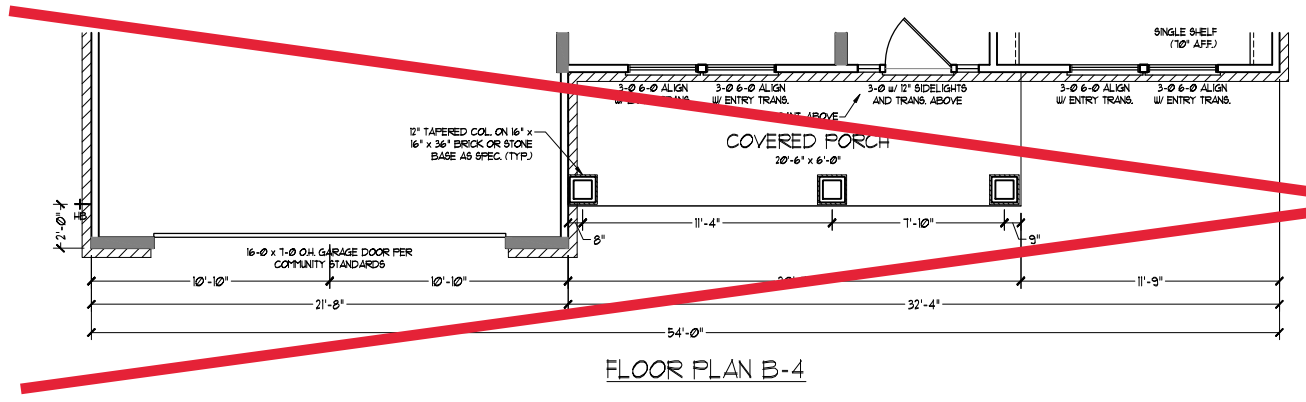 SINGLE SHELF
(70" AFF.)
3-0 6-0 ALIGN
W/ ENTRY TRANS.
3-0 6-0 ALIGN
W/ ENTRY TRANS.
3-0 W/ 12" SIDELIGHTS
AND TRANS. ABOVE
3-0 6-0 ALIGN
W/ ENTRY TRANS.
3-0 6-0 ALIGN
W/ ENTRY TRANS.
ABOVE
12" TAPERED COL. ON 16" x
16" x 36" BRICK OR STONE
BASE AS SPEC. (TYP.)
COVERED PORCH
20'-6" x 6'-0"
HB
2'-0"
11'-4"
7'-10"
8"
9"
16-0 x 7-0 O.H. GARAGE DOOR PER
COMMUNITY STANDARDS
10'-10"
10'-10"
11'-9"
21'-8"
32'-4"
54'-0"
FLOOR PLAN B-4